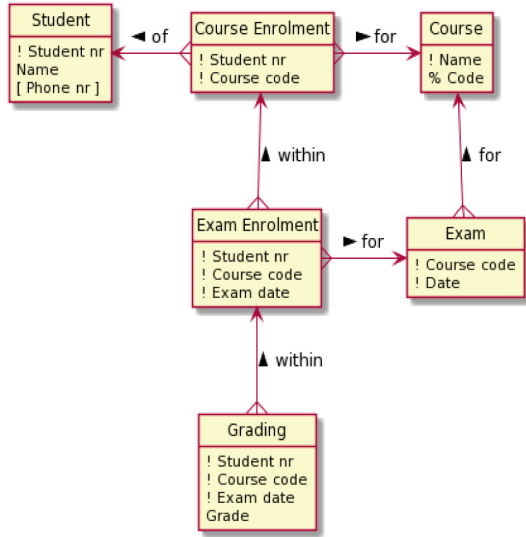 Student
! Student nr
Name
[ Phone nr ]
◄ of
Course Enrolment
! Student nr
! Course code
► for
Course
! Name
% Code
▲ within
▲ for
Exam Enrolment
! Student nr
! Course code
! Exam date
► for
Exam
! Course code
! Date
▲ within
Grading
! Student nr
! Course code
! Exam date
Grade